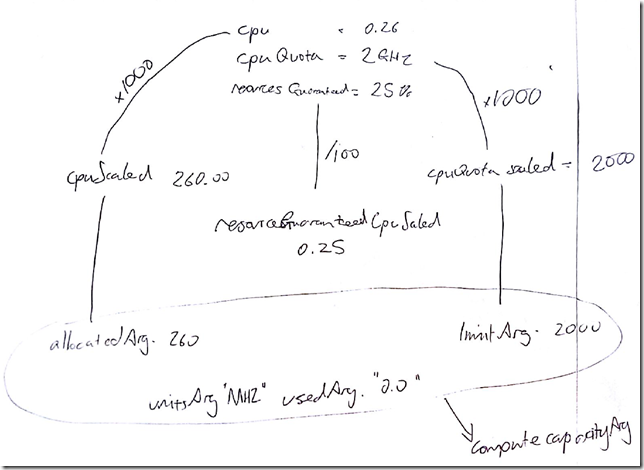 cpu = 0.26
cpuQuota = 2GHZ
resources Guaranteed = 25%
x1000
x1000
/100
CpuScaled 260.00
cpuQuota scaled = 2000
resourceGuaranteedCpuScaled
0.25
allocatedArg. 260
limitArg. 2000
unitsArg "MHZ" usedArg. "0.0"
compute capacityArg